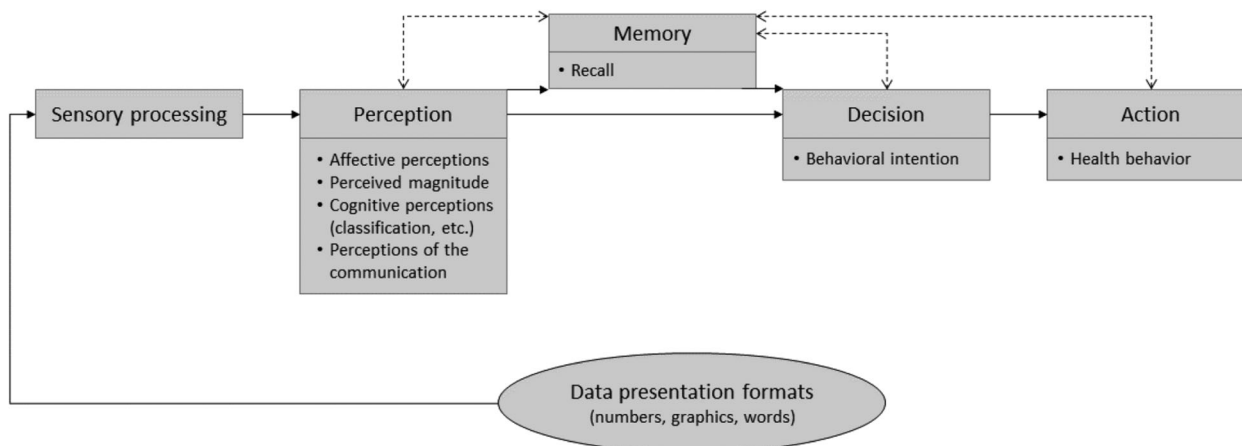 Memory
• Recall
Sensory processing
Perception
• Affective perceptions
• Perceived magnitude
• Cognitive perceptions
(classification, etc.)
• Perceptions of the
communication
Decision
• Behavioral intention
Action
• Health behavior
Data presentation formats
(numbers, graphics, words)